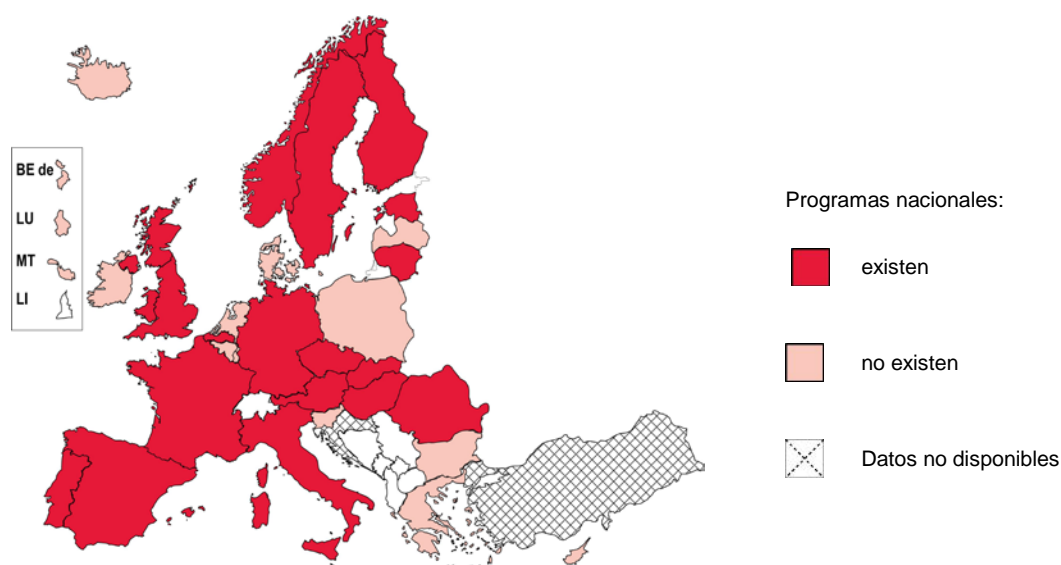 BE de
LU
MT
LI
Programas nacionales:
existen
no existen
Datos no disponibles